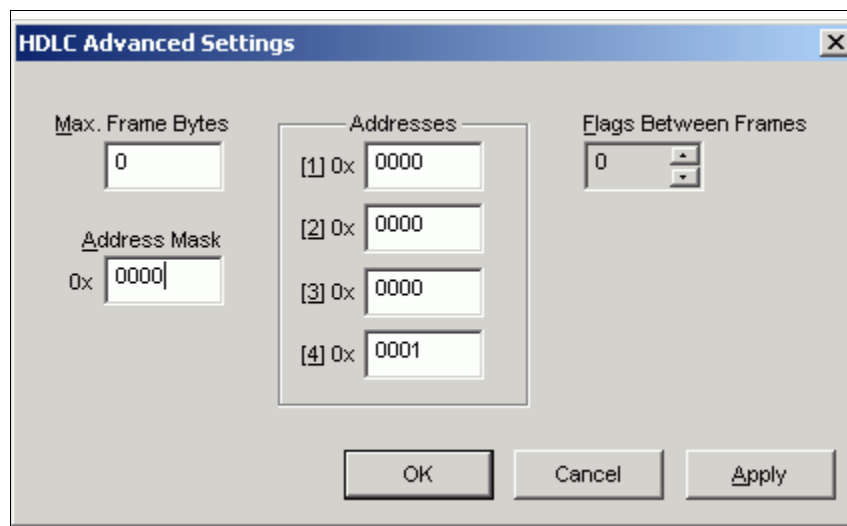 HDLC Advanced Settings
Max. Frame Bytes
0
Address Mask
0x 0000
Addresses
[1] 0x 0000
[2] 0x 0000
[3] 0x 0000
[4] 0x 0001
Flags Between Frames
0
OK Cancel Apply